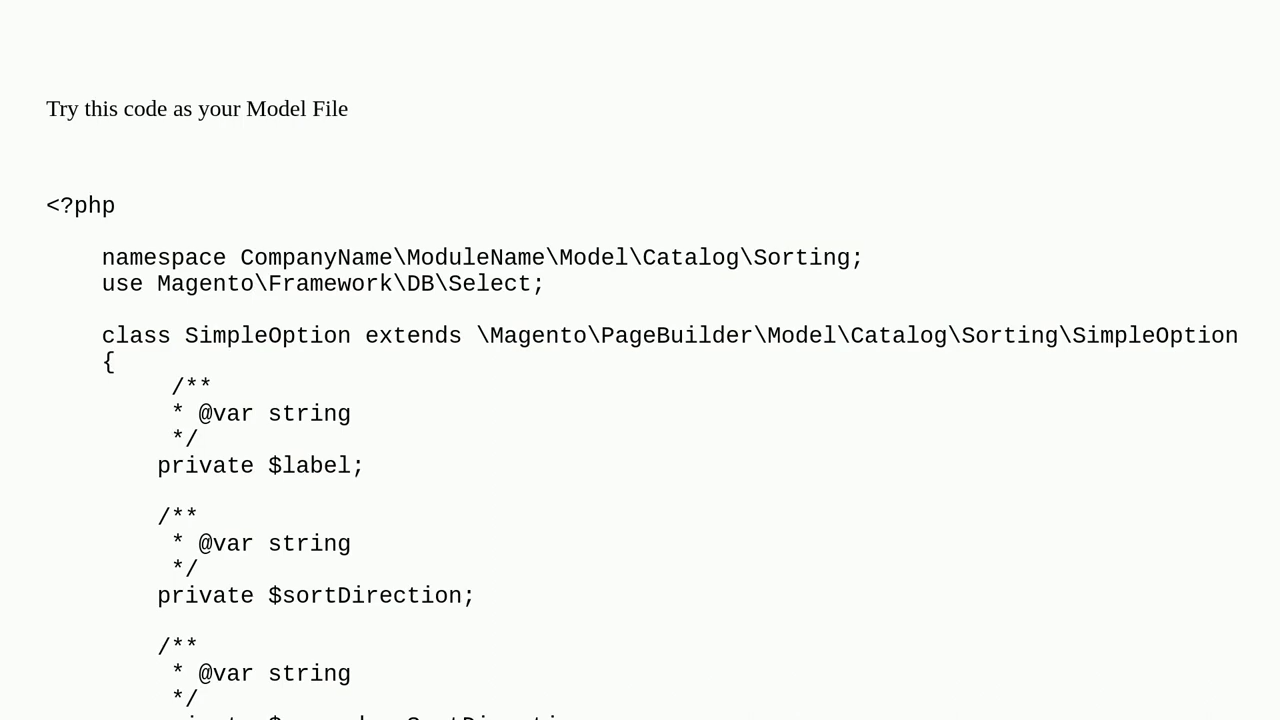 Try this code as your Model File
<?php
namespace CompanyName\ModuleName\Model\Catalog\Sorting;
use Magento\Framework\DB\Select;
class SimpleOption extends \Magento\PageBuilder\Model\Catalog\Sorting\SimpleOption
{
/**
* @var string
*/
private $label;
/**
* @var string
*/
private $sortDirection;
/**
* @var string
*/